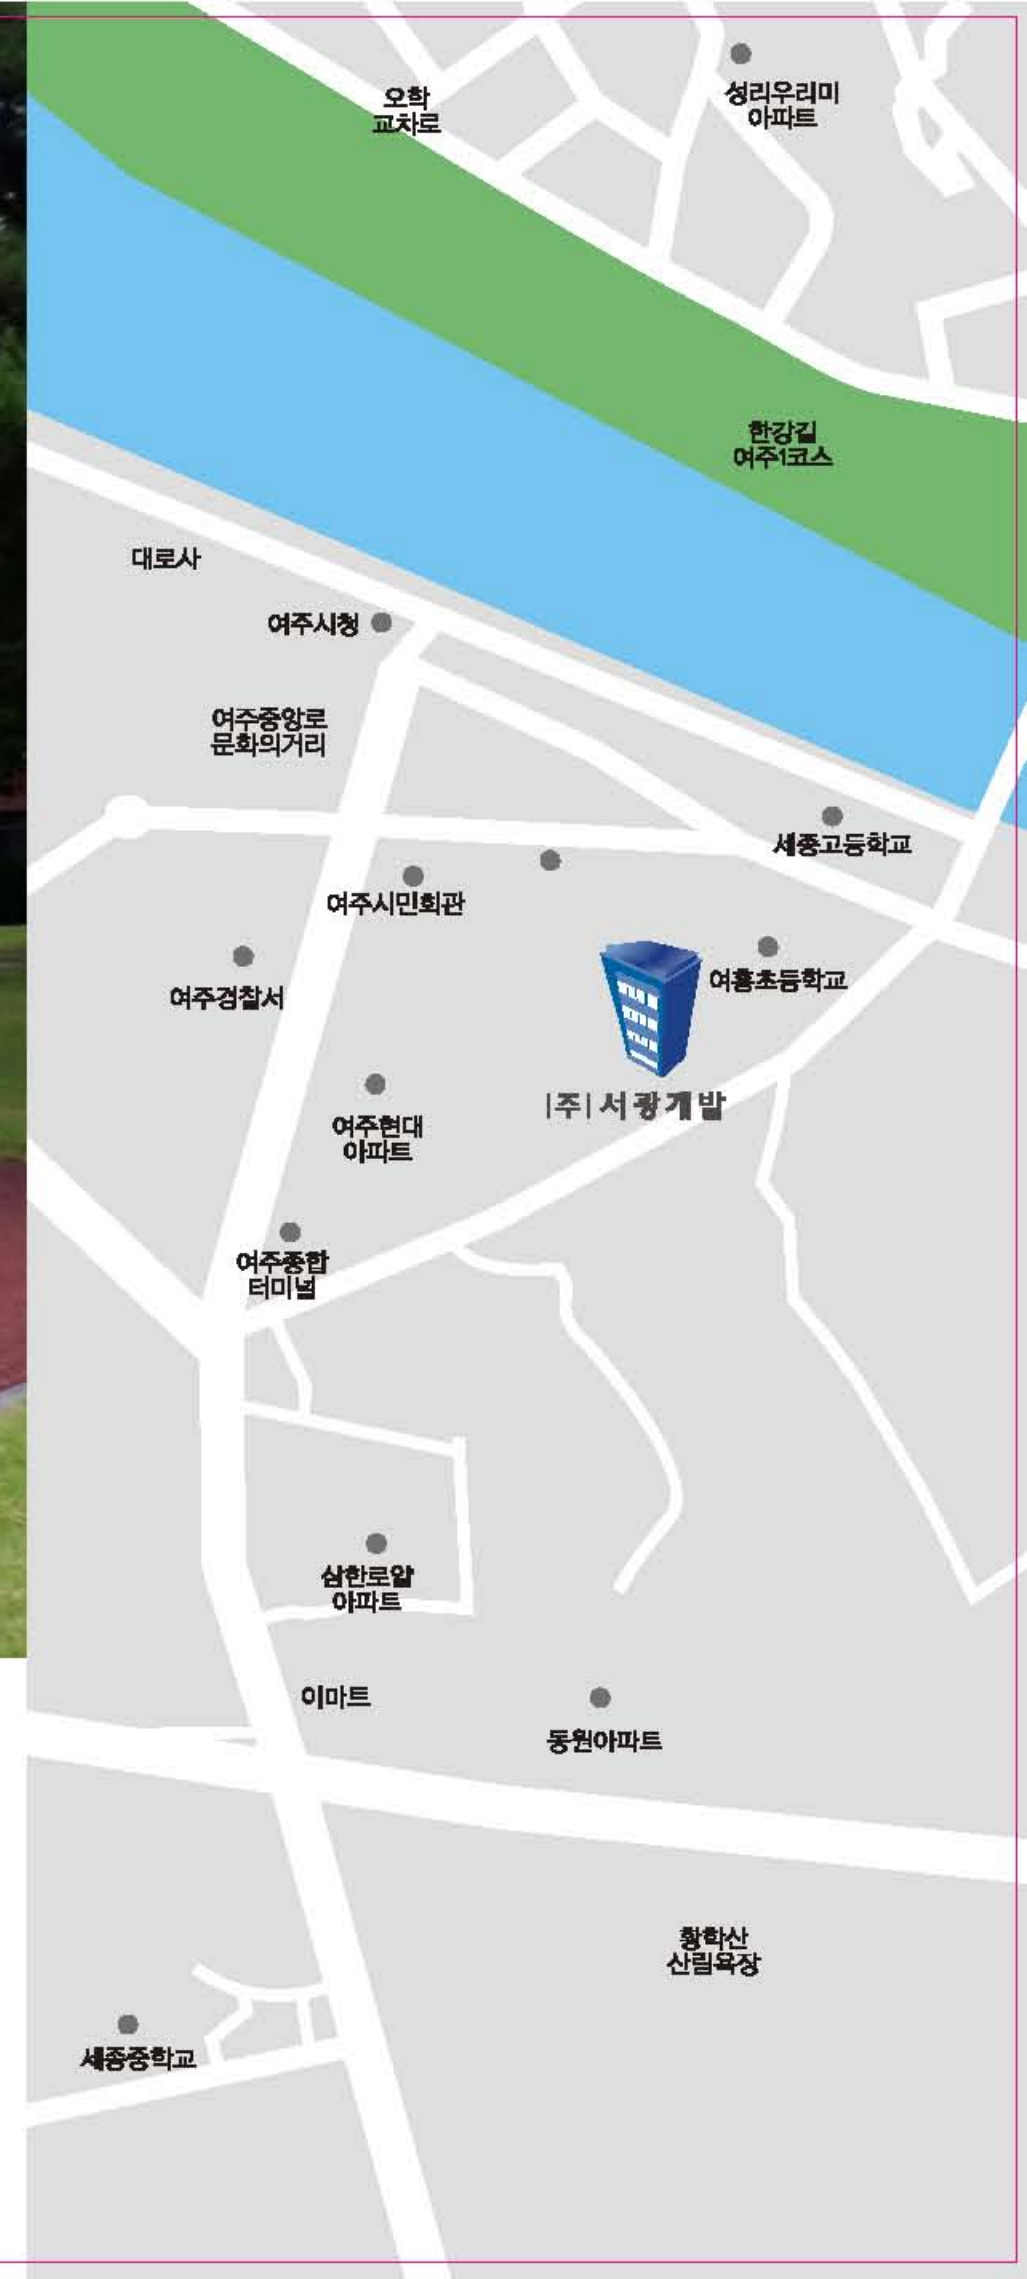 오학
교차로
성리우리미
아파트
한강길
여주1코스
대로사
여주시청
여주중앙로
문화의거리
세종고등학교
여주시민회관
여주경찰서
여흥초등학교
|주| 서광개발
여주현대
아파트
여주종합
터미널
삼한로얄
아파트
이마트
동원아파트
황학산
산림욕장
세종중학교